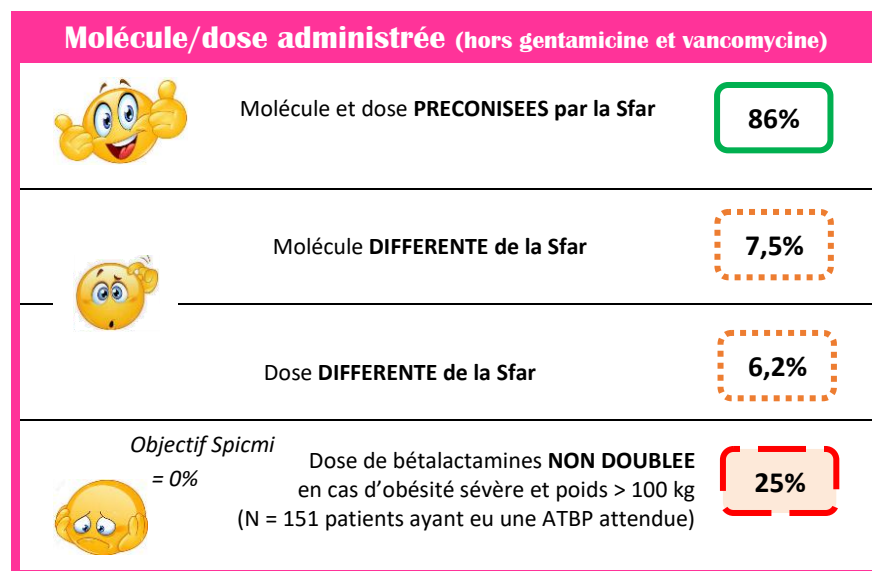 Molécule/dose administrée (hors gentamicine et vancomycine)
Molécule et dose PRECONISEES par la Sfar
86%
Molécule DIFFERENTE de la Sfar
7,5%
Dose DIFFERENTE de la Sfar
6,2%
Objectif Spicmi
= 0%
Dose de bétalactamines NON DOUBLEE
en cas d’obésité sévère et poids > 100 kg
(N = 151 patients ayant eu une ATBP attendue)
25%